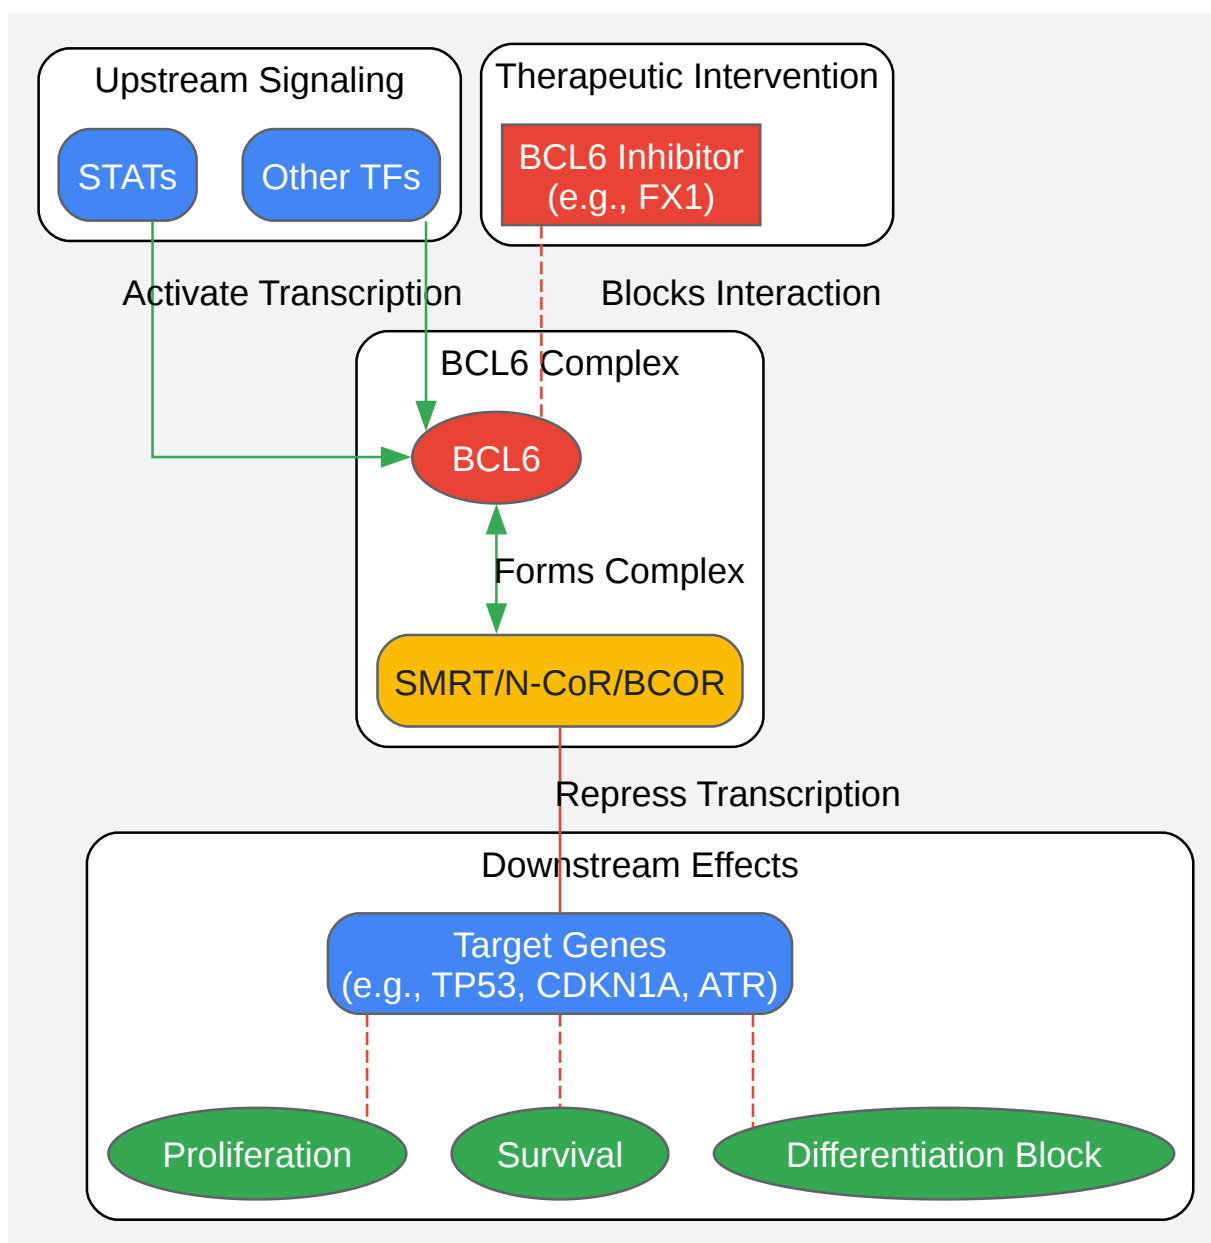 Upstream Signaling
Therapeutic Intervention
STATs
Other TFs
BCL6 Inhibitor
(e.g., FX1)
Activate Transcription
Blocks Interaction
BCL6 Complex
BCL6
Forms Complex
SMRT/N-CoR/BCOR
Repress Transcription
Downstream Effects
Target Genes
(e.g., TP53, CDKN1A, ATR)
Proliferation
Survival
Differentiation Block